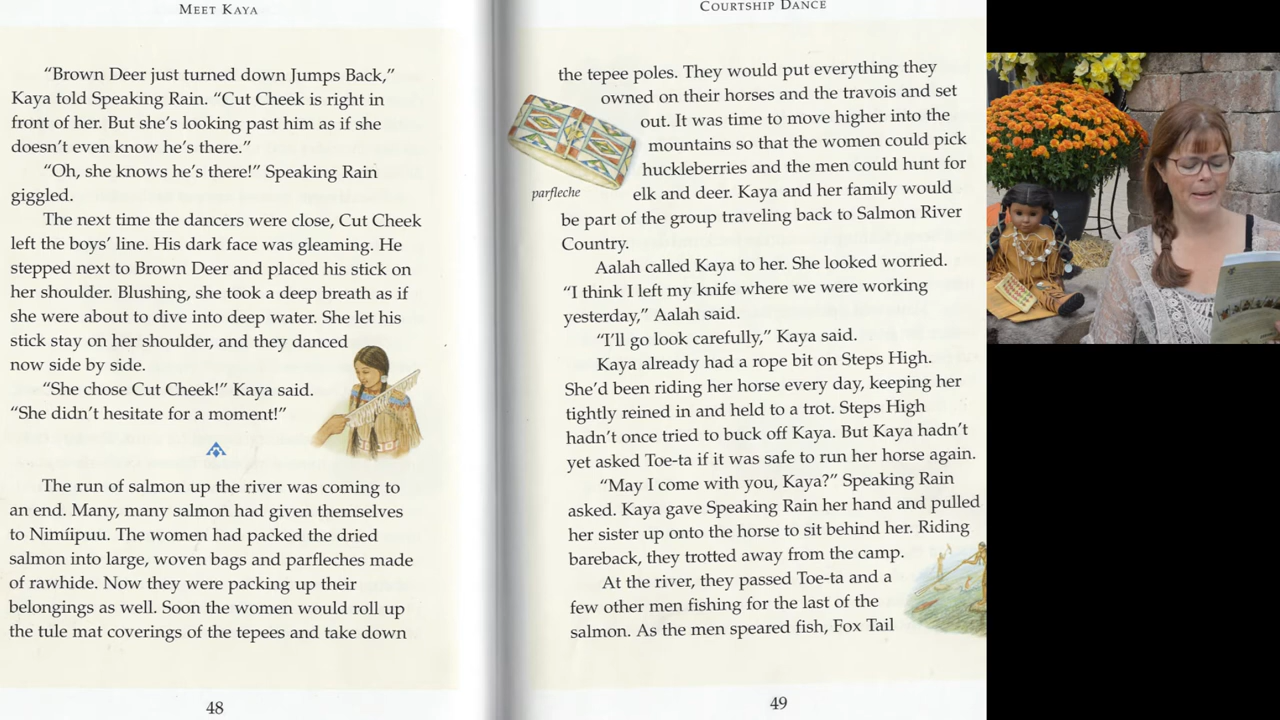 MEET KAYA
“Brown Deer just turned down Jumps Back,”
Kaya told Speaking Rain. “Cut Cheek is right in
front of her. But she’s looking past him as if she
doesn’t even know he’s there.”
“Oh, she knows he’s there!” Speaking Rain
giggled.
The next time the dancers were close, Cut Cheek
left the boys’ line. His dark face was gleaming. He
stepped next to Brown Deer and placed his stick on
her shoulder. Blushing, she took a deep breath as if
she were about to dive into deep water. She let his
stick stay on her shoulder, and they danced
now side by side.
“She chose Cut Cheek!” Kaya said.
“She didn’t hesitate for a moment!”
The run of salmon up the river was coming to
an end. Many, many salmon had given themselves
to Nimíipuu. The women had packed the dried
salmon into large, woven bags and parfleches made
of rawhide. Now they were packing up their
belongings as well. Soon the women would roll up
the tule mat coverings of the tepees and take down
48
COURTSHIP DANCE
the tepee poles. They would put everything they
owned on their horses and the travois and set
out. It was time to move higher into the
mountains so that the women could pick
huckleberries and the men could hunt for
parfleche
elk and deer. Kaya and her family would
be part of the group traveling back to Salmon River
Country.
Aalah called Kaya to her. She looked worried.
“I think I left my knife where we were working
yesterday,” Aalah said.
“I’ll go look carefully,” Kaya said.
Kaya already had a rope bit on Steps High.
She’d been riding her horse every day, keeping her
tightly reined in and held to a trot. Steps High
hadn’t once tried to buck off Kaya. But Kaya hadn’t
yet asked Toe-ta if it was safe to run her horse again.
“May I come with you, Kaya?” Speaking Rain
asked. Kaya gave Speaking Rain her hand and pulled
her sister up onto the horse to sit behind her. Riding
bareback, they trotted away from the camp.
At the river, they passed Toe-ta and a
few other men fishing for the last of the
salmon. As the men speared fish, Fox Tail
49